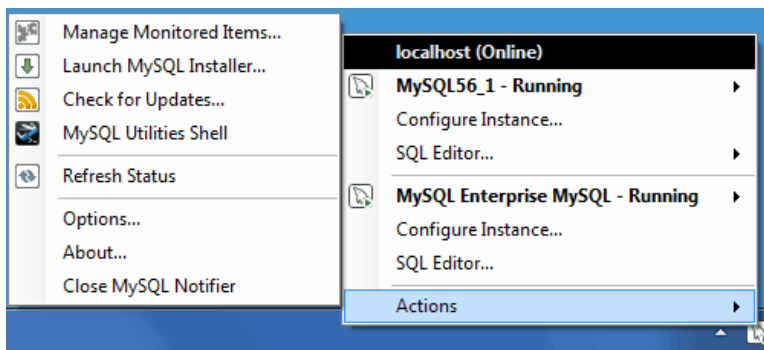 Manage Monitored Items...
Launch MySQL Installer...
Check for Updates...
MySQL Utilities Shell
Refresh Status
Options...
About...
Close MySQL Notifier
localhost (Online)
MySQL56_1 - Running
Configure Instance...
SQL Editor...
MySQL Enterprise MySQL - Running
Configure Instance...
SQL Editor...
Actions